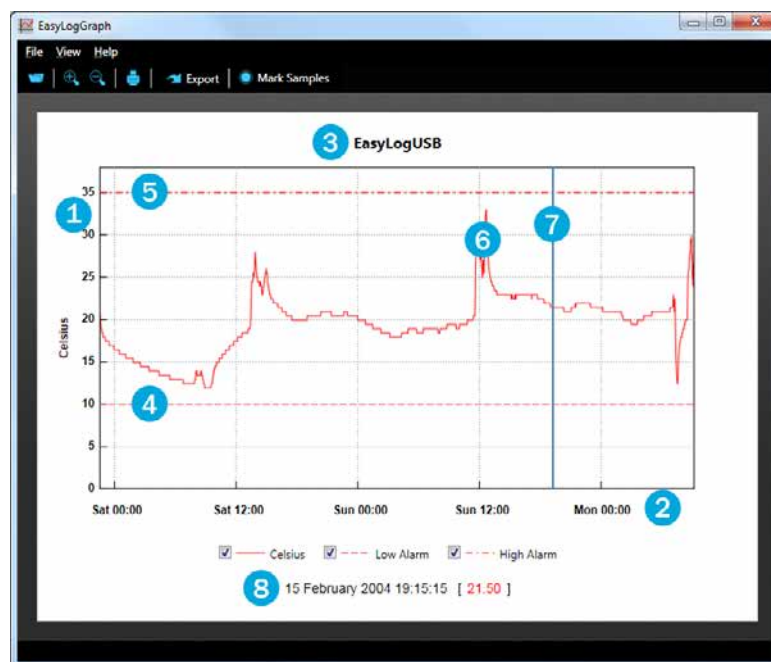 EasyLogGraph
File View Help
Export Mark Samples
3 EasyLogUSB
35
5
1
30
6
7
25
20
Celsius
15
4
10
5
0
Sat 00:00 Sat 12:00 Sun 00:00 Sun 12:00 Mon 00:00 2
Celsius Low Alarm High Alarm
8 15 February 2004 19:15:15 [ 21.50 ]